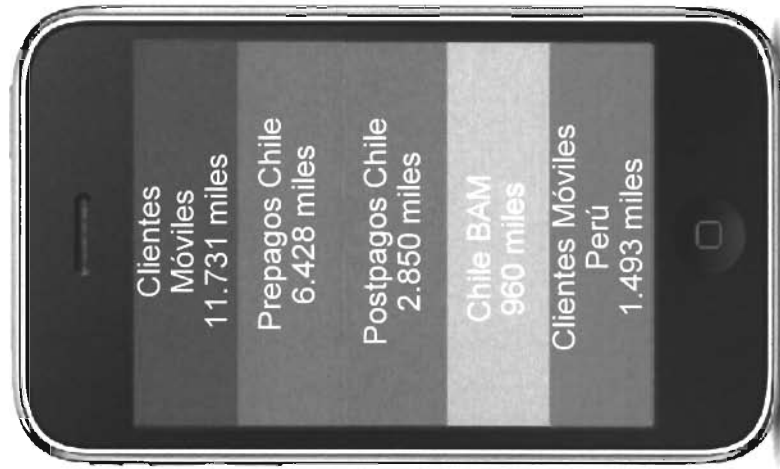 Clientes
Móviles
11.731 miles
Prepagos Chile
6.428 miles
Postpagos Chile
2.850 miles
Chile BAM
960 miles
Clientes Móviles
Perú
1.493 miles